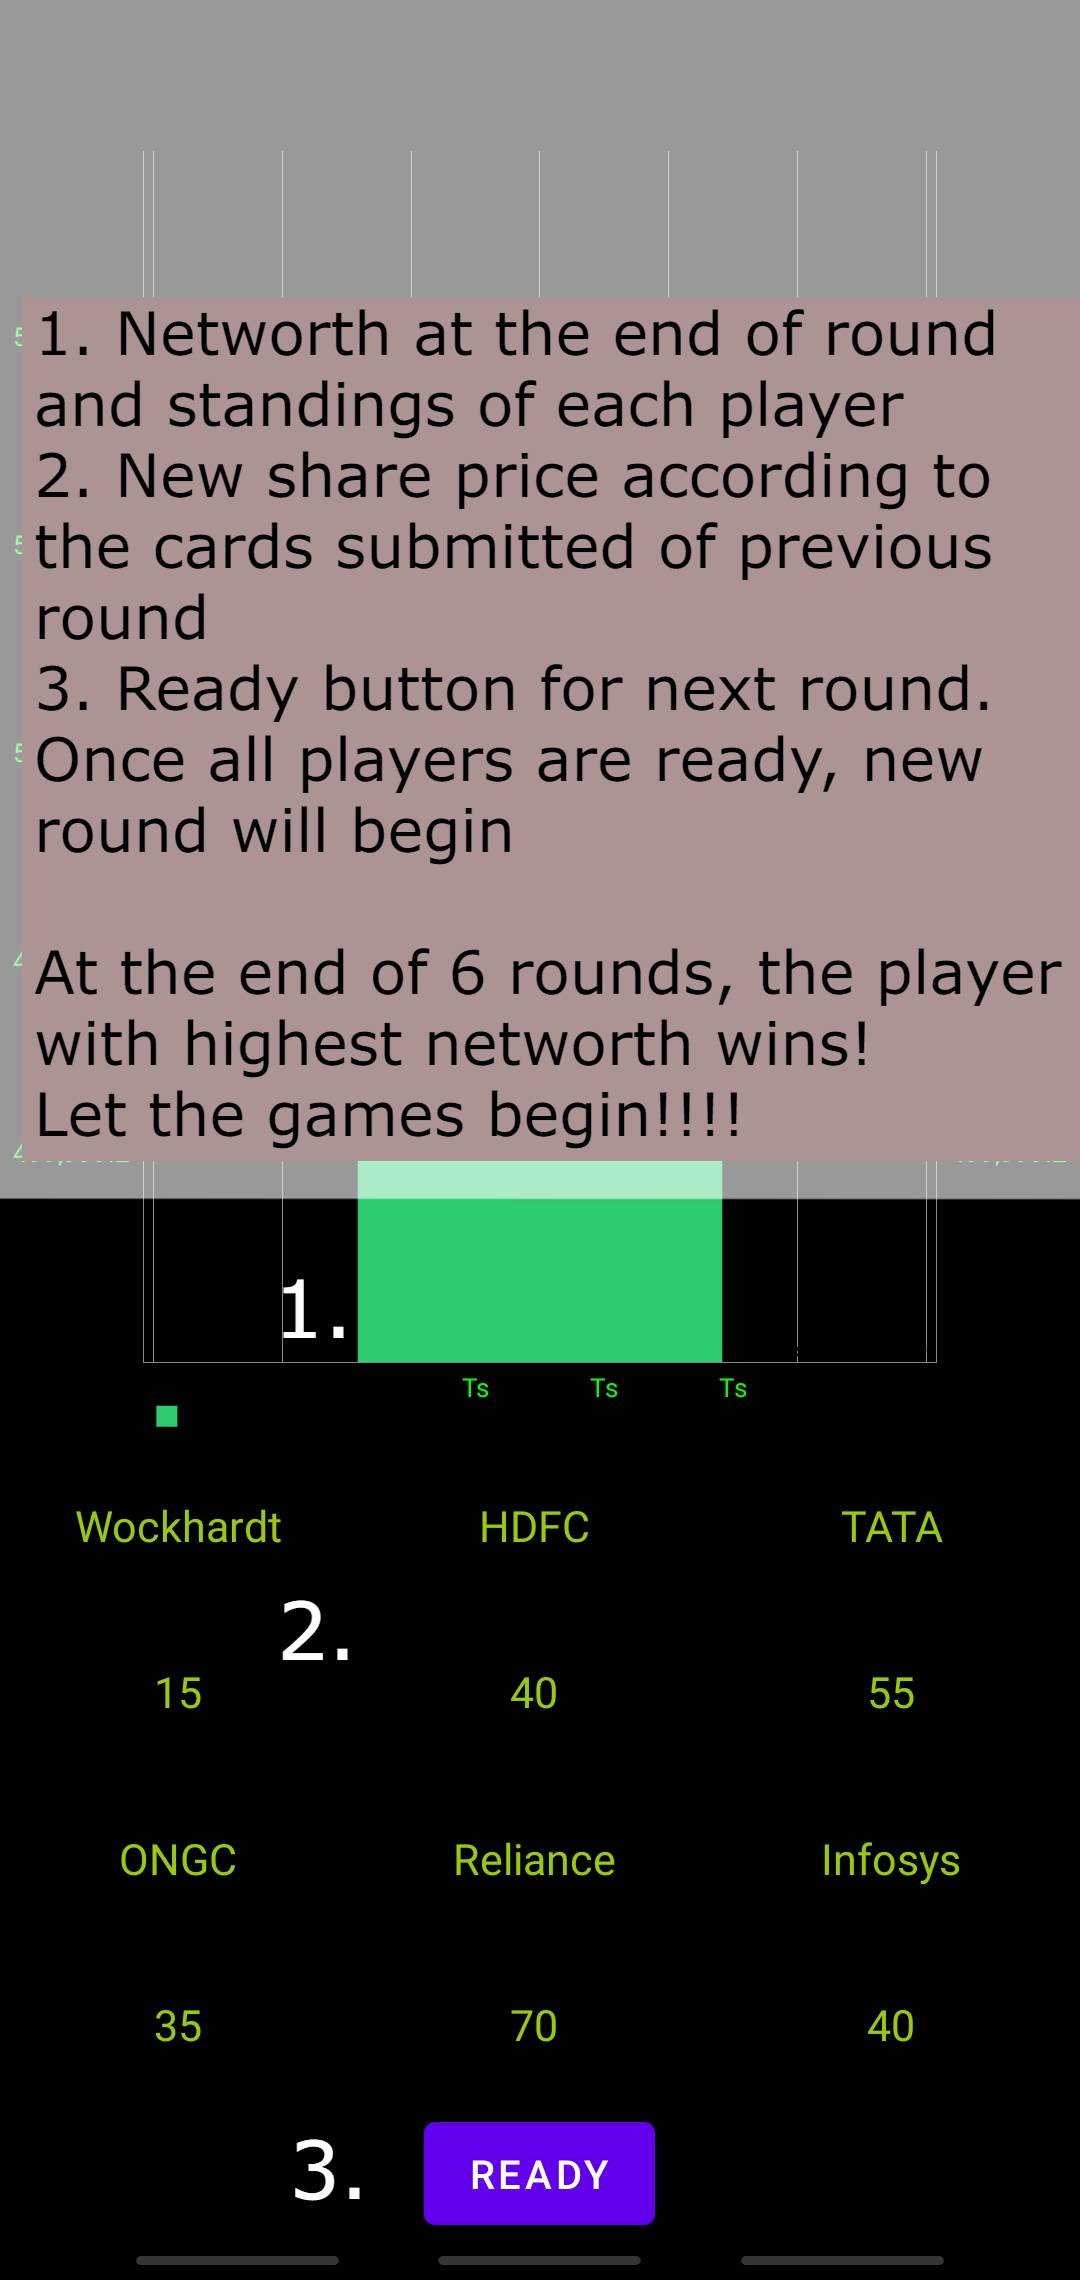 1. Networth at the end of round
and standings of each player
2. New share price according to
the cards submitted of previous
round
3. Ready button for next round.
Once all players are ready, new
round will begin
At the end of 6 rounds, the player
with highest networth wins!
Let the games begin!!!!
1.
Ts Ts Ts
Wockhardt HDFC TATA
2.
15 40 55
ONGC Reliance Infosys
35 70 40
3. READY